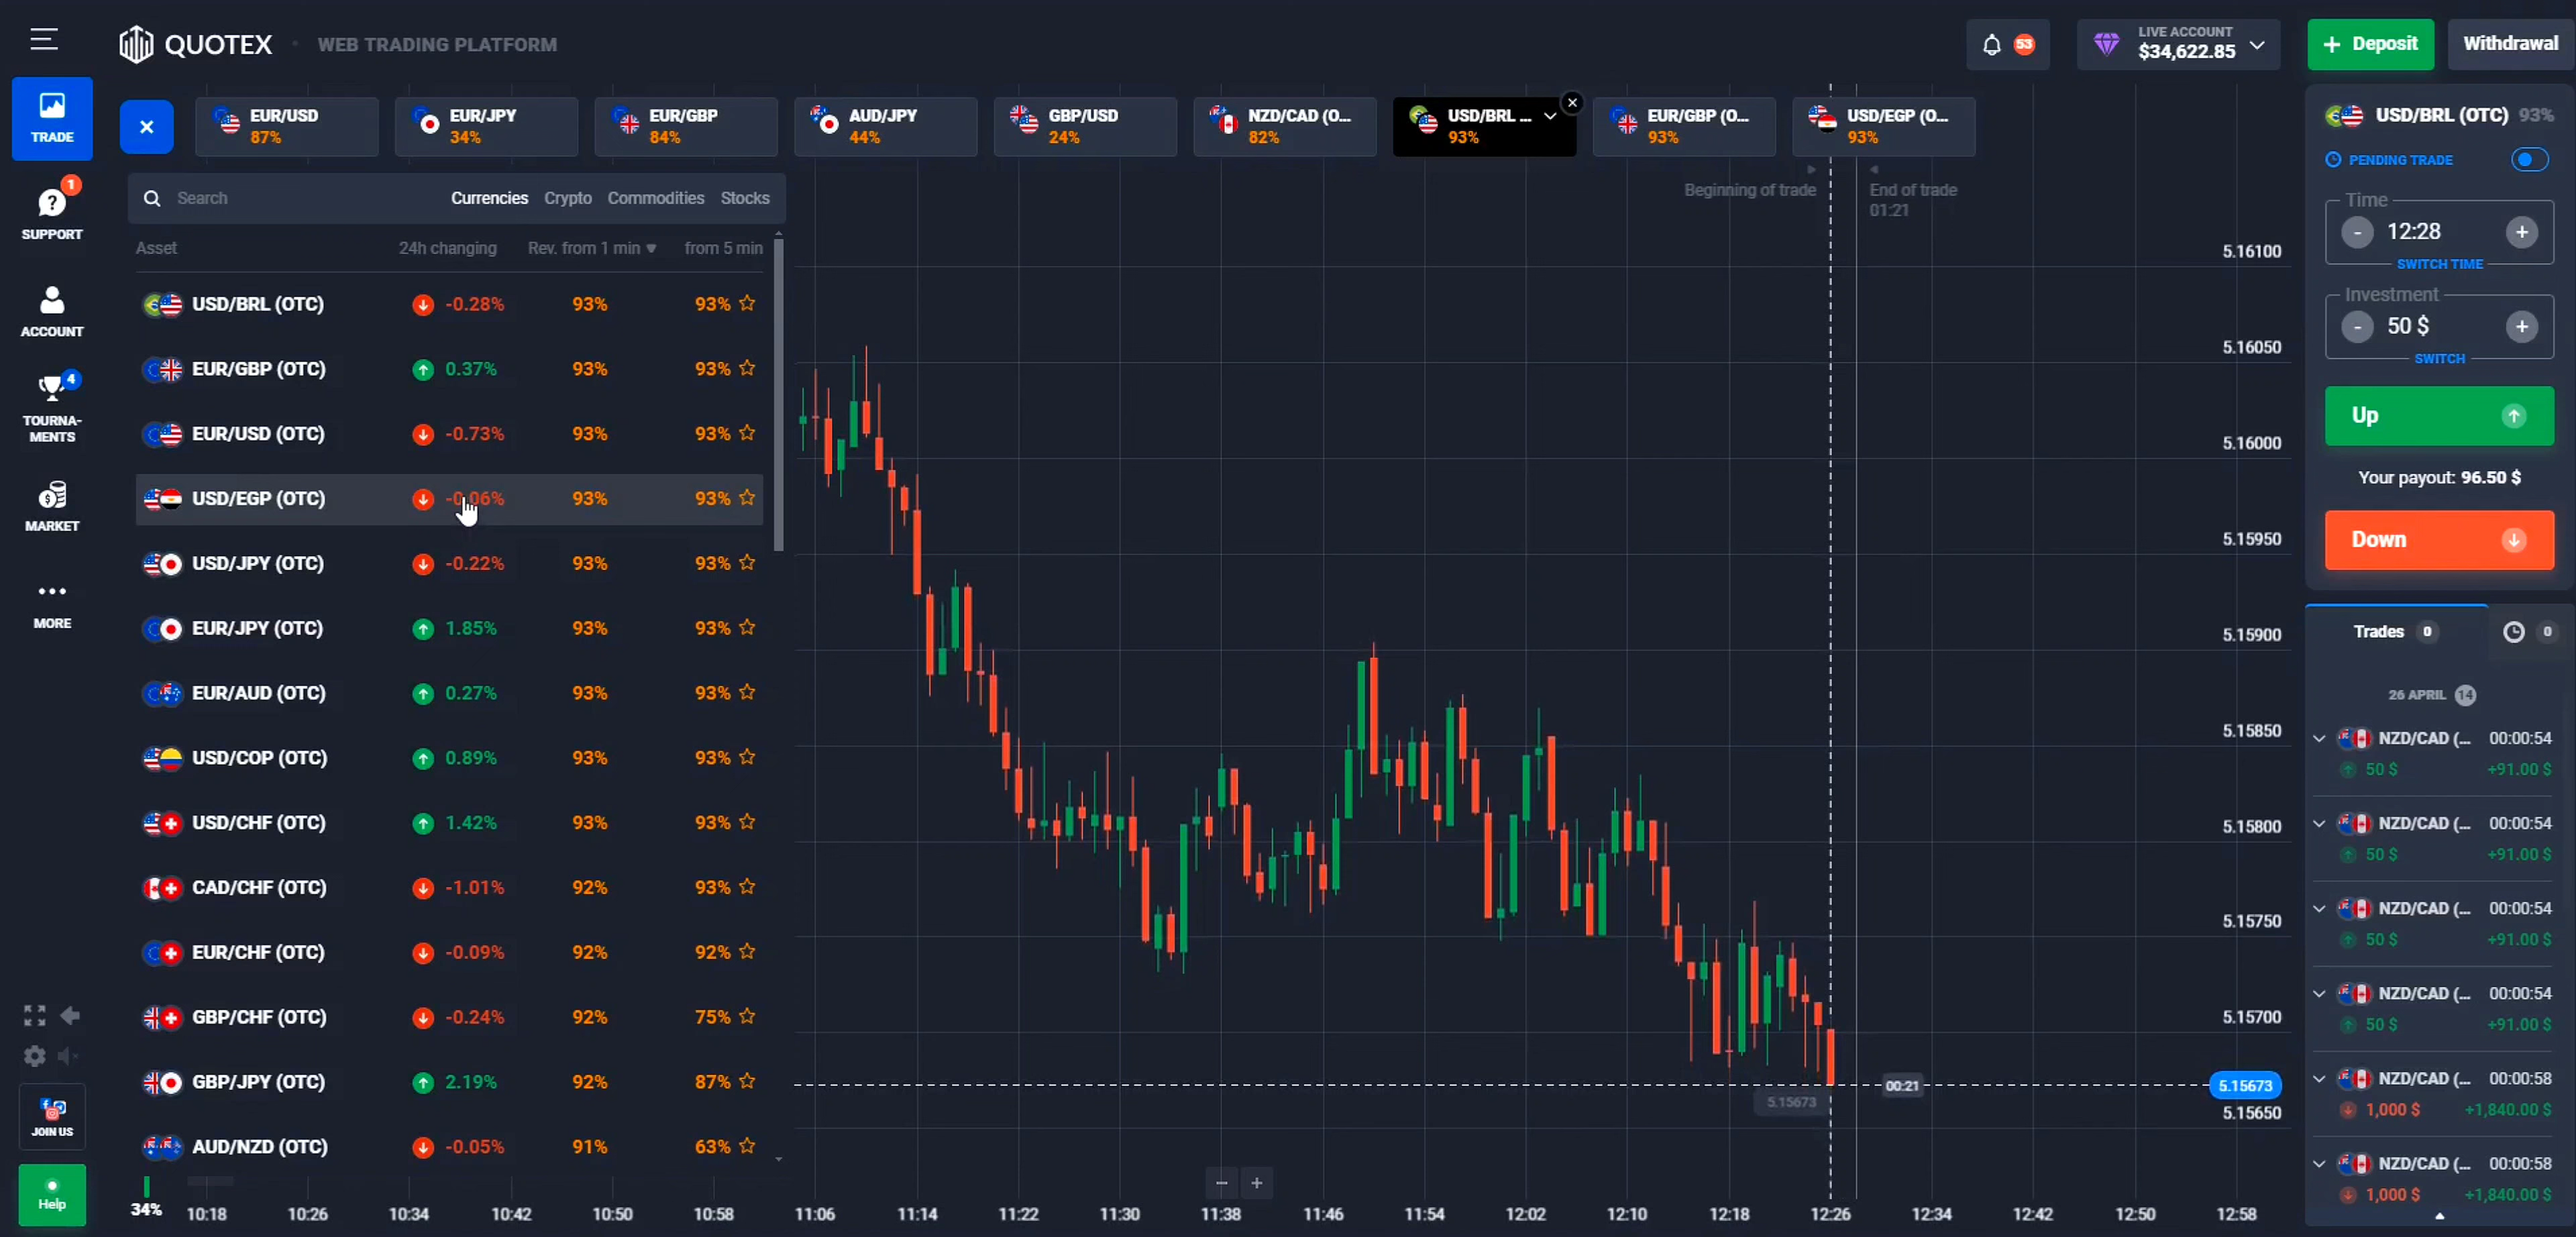 QUOTEX
WEB TRADING PLATFORM
53
LIVE ACCOUNT
$34,622.85
+ Deposit
Withdrawal
TRADE
1
SUPPORT
ACCOUNT
4
TOURNA-
MENTS
MARKET
MORE
JOIN US
Help
EUR/USD
87%
EUR/JPY
34%
EUR/GBP
84%
AUD/JPY
44%
GBP/USD
24%
NZD/CAD (O...
82%
USD/BRL ...
93%
EUR/GBP (O...
93%
USD/EGP (O...
93%
Search
Currencies Crypto Commodities Stocks
Asset 24h changing Rev. from 1 min from 5 min
USD/BRL (OTC) -0.28% 93% 93%
EUR/GBP (OTC) 0.37% 93% 93%
EUR/USD (OTC) -0.73% 93% 93%
USD/EGP (OTC) -0.06% 93% 93%
USD/JPY (OTC) -0.22% 93% 93%
EUR/JPY (OTC) 1.85% 93% 93%
EUR/AUD (OTC) 0.27% 93% 93%
USD/COP (OTC) 0.89% 93% 93%
USD/CHF (OTC) 1.42% 93% 93%
CAD/CHF (OTC) -1.01% 92% 93%
EUR/CHF (OTC) -0.09% 92% 92%
GBP/CHF (OTC) -0.24% 92% 75%
GBP/JPY (OTC) 2.19% 92% 87%
AUD/NZD (OTC) -0.05% 91% 63%
34%
Beginning of trade
End of trade
01:21
5.16100
5.16050
5.16000
5.15950
5.15900
5.15850
5.15800
5.15750
5.15700
5.15673
00:21
5.15673
5.15650
10:18 10:26 10:34 10:42 10:50 10:58 11:06 11:14 11:22 11:30 11:38 11:46 11:54 12:02 12:10 12:18 12:26 12:34 12:42 12:50 12:58
USD/BRL (OTC) 93%
PENDING TRADE
Time
- 12:28 +
SWITCH TIME
Investment
- 50 $ +
SWITCH
Up
Your payout: 96.50 $
Down
Trades 0
0
26 APRIL 14
NZD/CAD (... 00:00:54
50 $ +91.00 $
NZD/CAD (... 00:00:54
50 $ +91.00 $
NZD/CAD (... 00:00:54
50 $ +91.00 $
NZD/CAD (... 00:00:54
50 $ +91.00 $
NZD/CAD (... 00:00:58
1,000 $ +1,840.00 $
NZD/CAD (... 00:00:58
1,000 $ +1,840.00 $